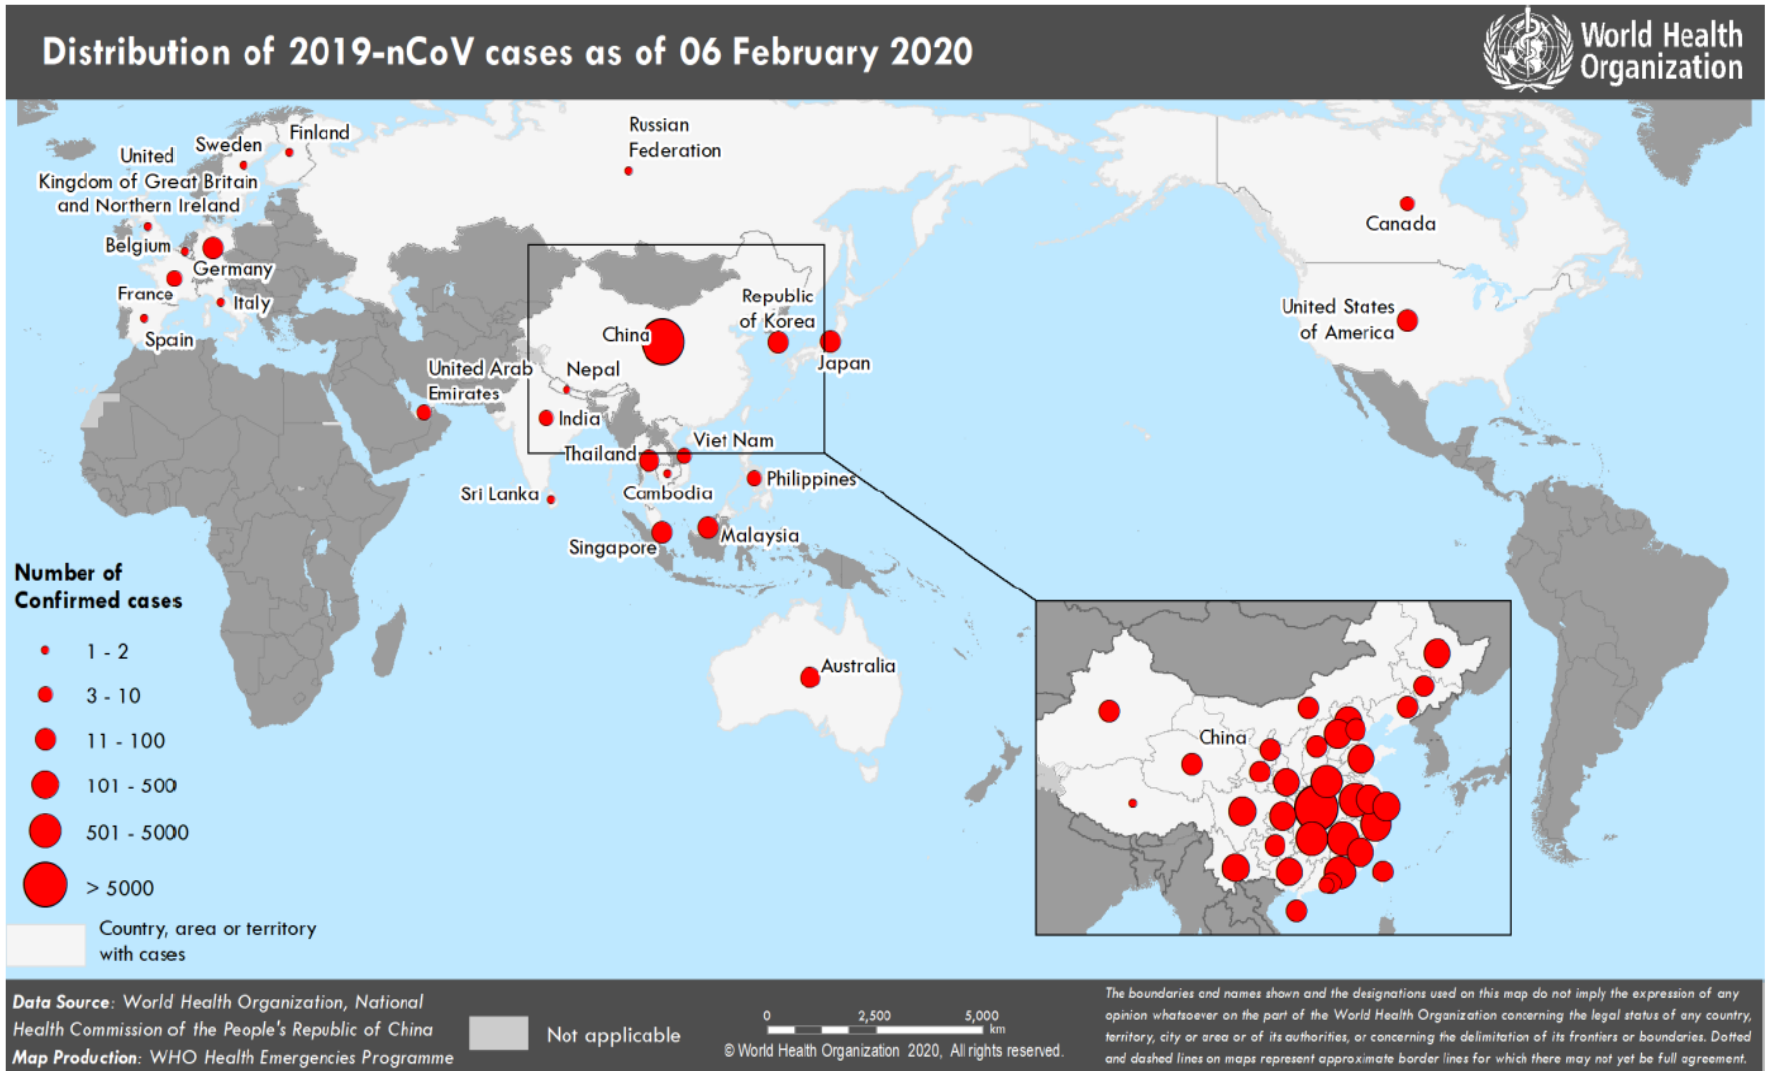 Distribution of 2019-nCoV cases as of 06 February 2020
World Health
Organization
Finland
Sweden
Russian
Federation
United
Kingdom of Great Britain
and Northern Ireland
Belgium
Germany
France
Italy
Spain
Canada
United States
of America
Republic
of Korea
China
Japan
Nepal
United Arab
Emirates
India
Viet Nam
Thailand
Philippines
Sri Lanka
Cambodia
Singapore
Malaysia
Australia
China
Number of
Confirmed cases
1 - 2
3 - 10
11 - 100
101 - 500
501 - 5000
> 5000
Country, area or territory
with cases
Data Source: World Health Organization, National
Health Commission of the People's Republic of China
Map Production: WHO Health Emergencies Programme
Not applicable
0 2,500 5,000
km
© World Health Organization 2020, All rights reserved.
The boundaries and names shown and the designations used on this map do not imply the expression of any
opinion whatsoever on the part of the World Health Organization concerning the legal status of any country,
territory, city or area or of its authorities, or concerning the delimitation of its frontiers or boundaries. Dotted
and dashed lines on maps represent approximate border lines for which there may not yet be full agreement.